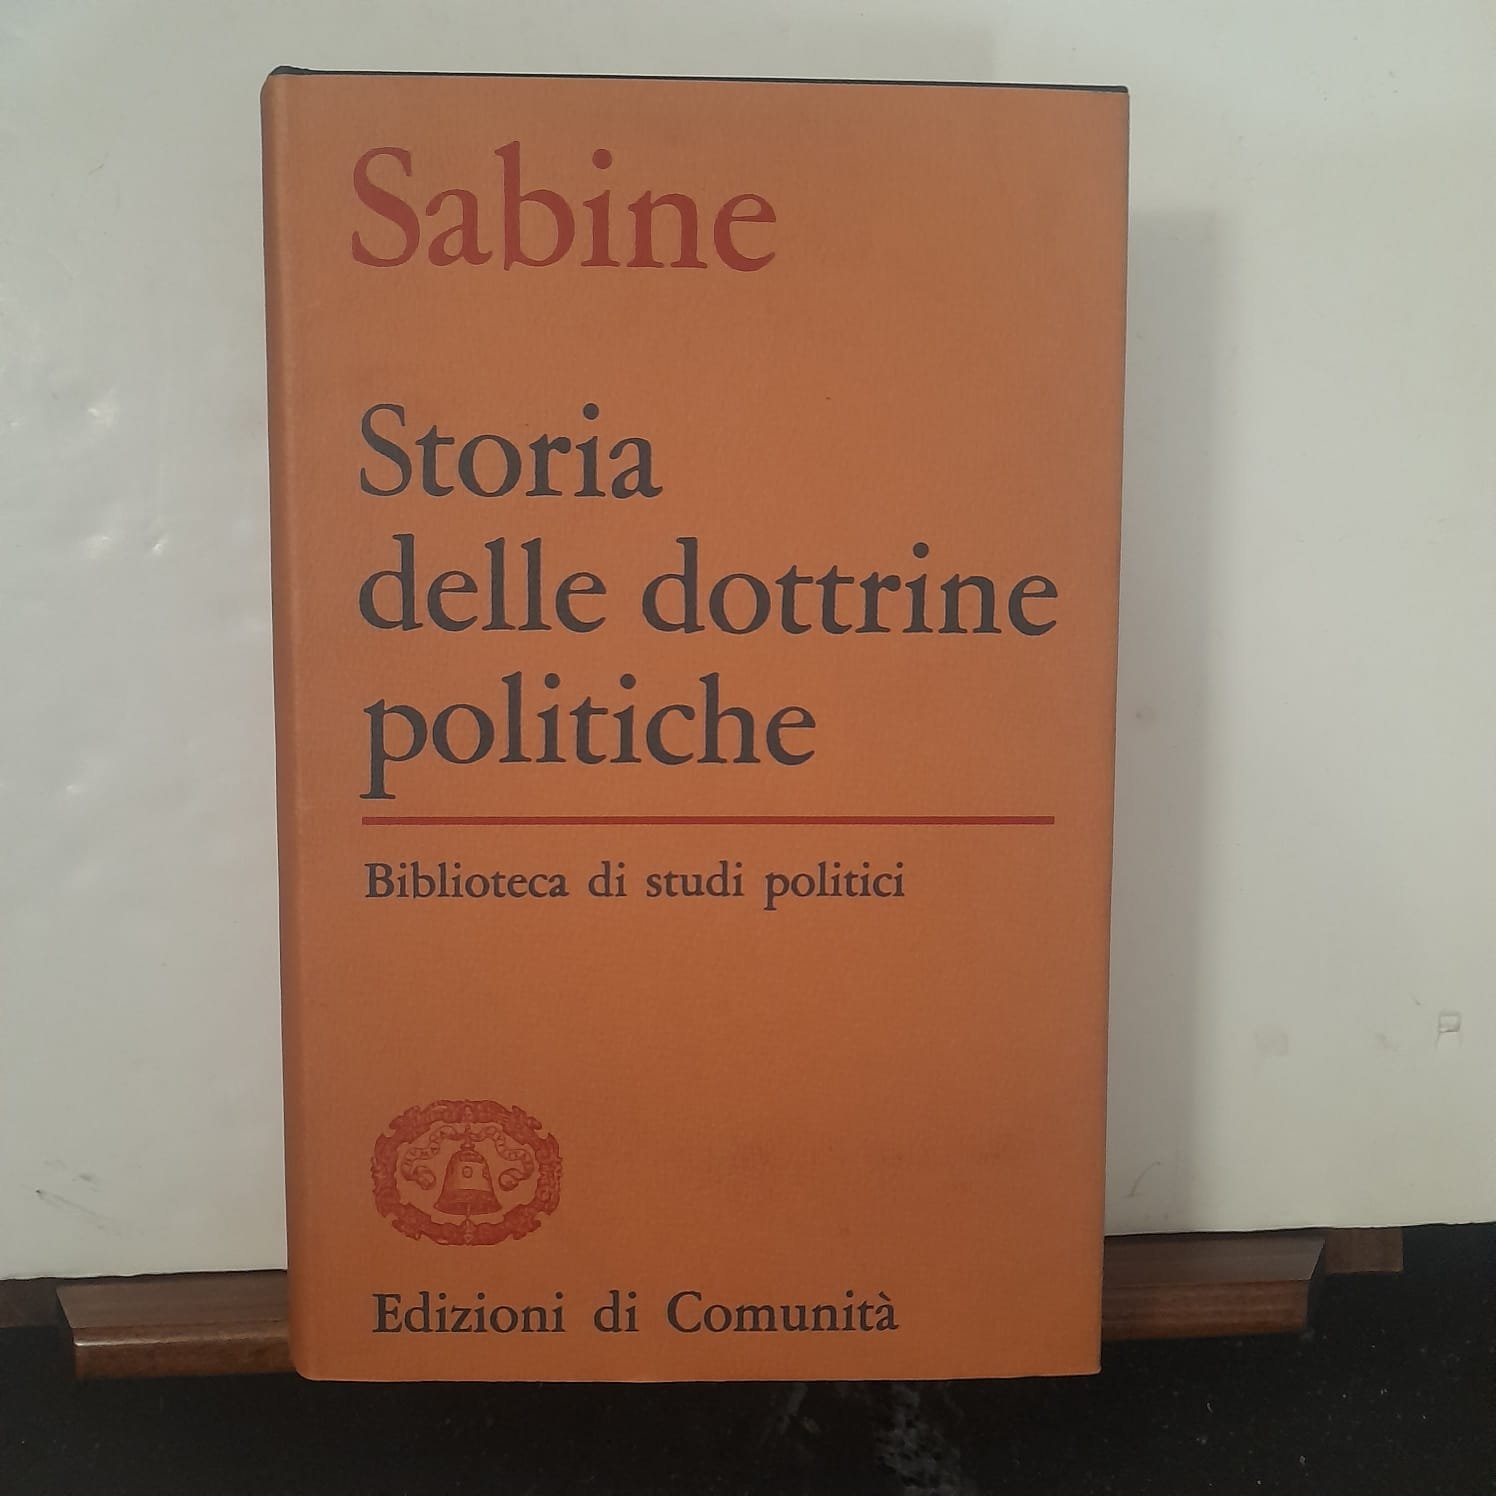 Sabine
Storia
delle dottrine
politiche
Biblioteca di studi politici
Edizioni di Comunità